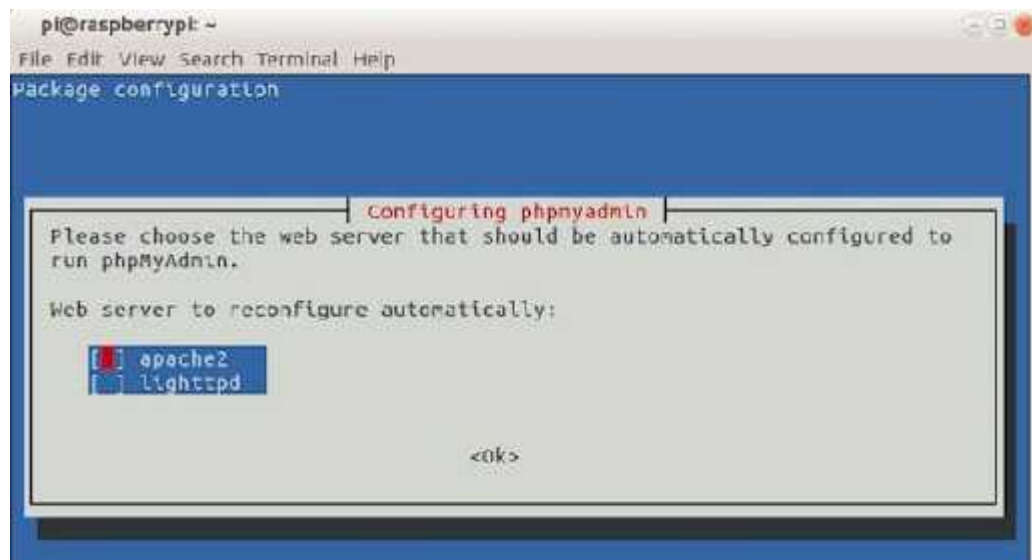 pi@raspberrypi: ~
File Edit View Search Terminal Help
Package configuration
Configuring phpmyadmin
Please choose the web server that should be automatically configured to
run phpMyAdmin.
Web server to reconfigure automatically:
[ ] apache2
[ ] lighttpd
<Ok>